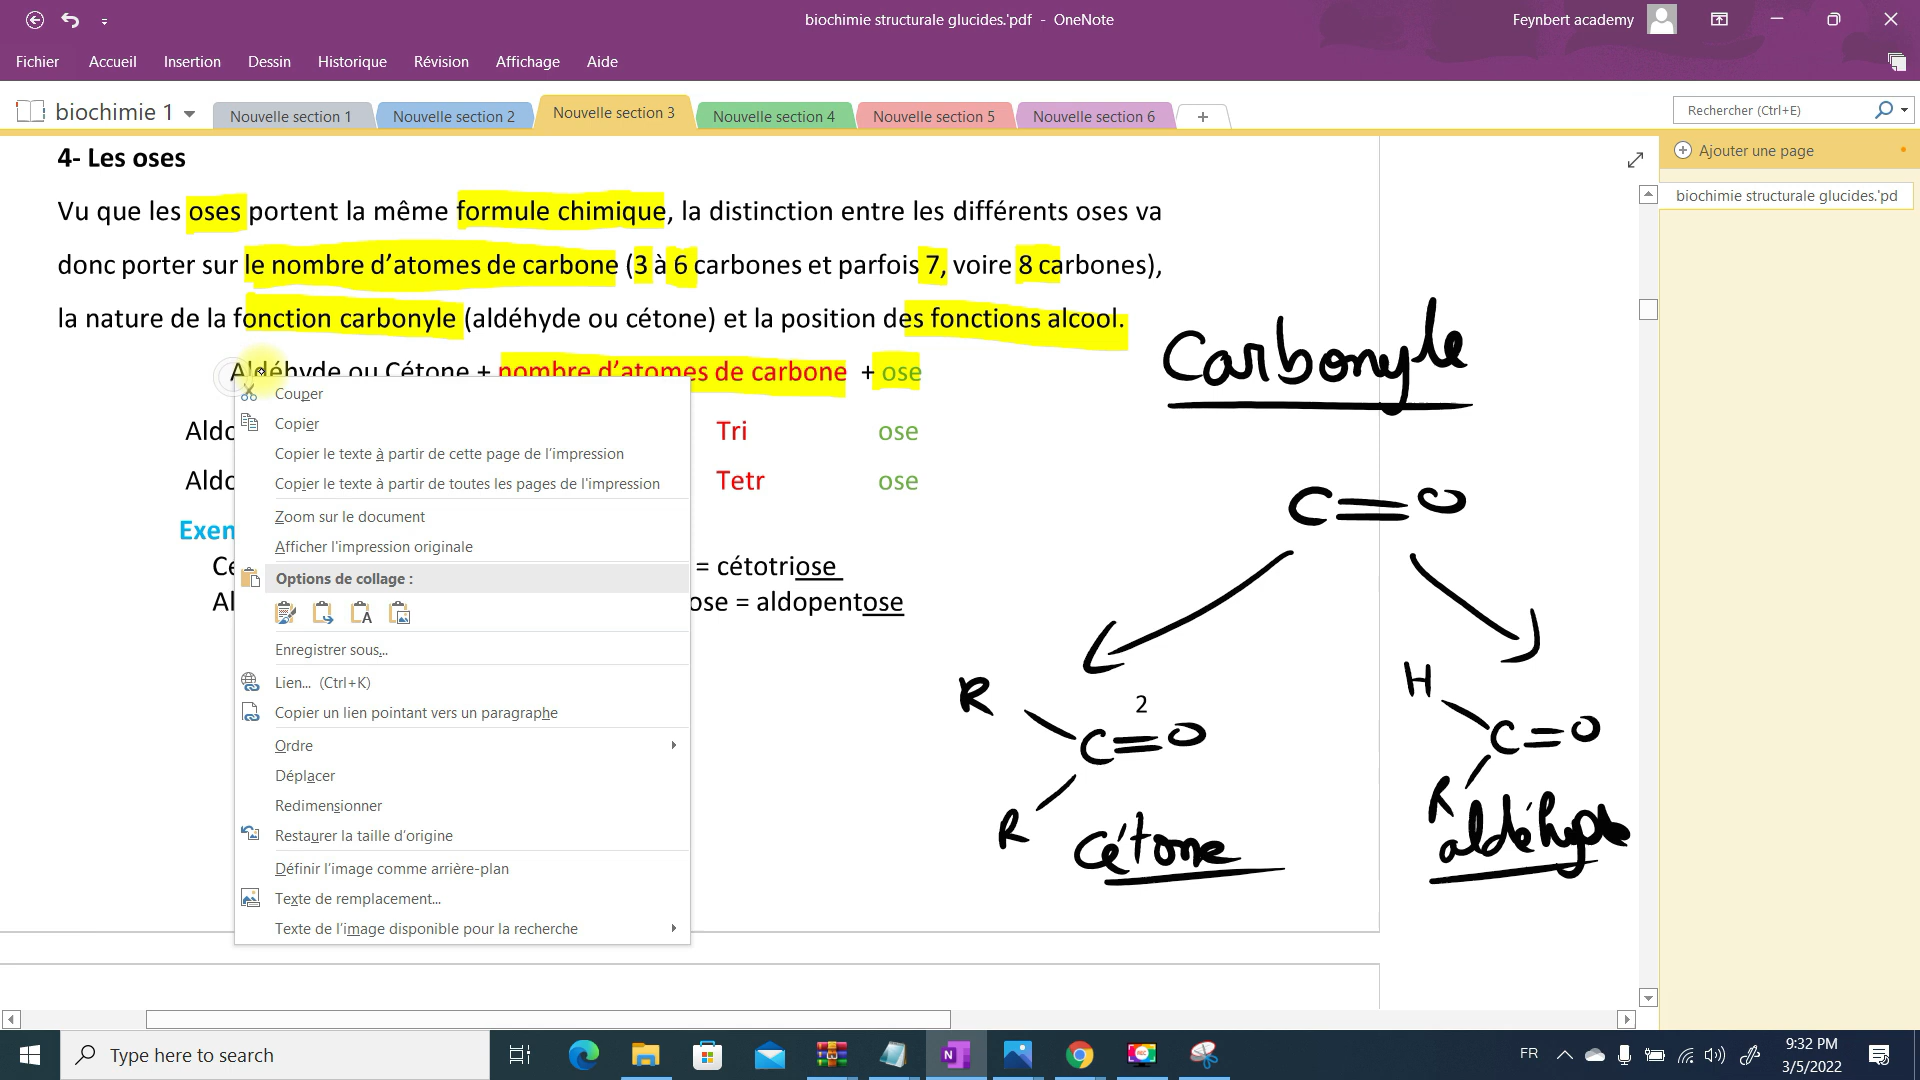 biochimie structurale glucides.'pdf - OneNote
Feynbert academy
Fichier Accueil Insertion Dessin Historique Révision Affichage Aide
biochimie 1
Nouvelle section 1
Nouvelle section 2
Nouvelle section 3
Nouvelle section 4
Nouvelle section 5
Nouvelle section 6
+
Rechercher (Ctrl+E)
Ajouter une page
biochimie structurale glucides.'pd
4- Les oses
Vu que les oses portent la même formule chimique, la distinction entre les différents oses va
donc porter sur le nombre d'atomes de carbone (3 à 6 carbones et parfois 7, voire 8 carbones),
la nature de la fonction carbonyle (aldéhyde ou cétone) et la position des fonctions alcool.
Aldéhyde ou Cétone + nombre d'atomes de carbone + ose
Aldo Tri ose
Aldo Tetr ose
Exem
Cé = cétotriose
Al ose = aldopentose
Couper
Copier
Copier le texte à partir de cette page de l'impression
Copier le texte à partir de toutes les pages de l'impression
Zoom sur le document
Afficher l'impression originale
Options de collage :
Enregistrer sous...
Lien... (Ctrl+K)
Copier un lien pointant vers un paragraphe
Ordre
Déplacer
Redimensionner
Restaurer la taille d'origine
Définir l'image comme arrière-plan
Texte de remplacement...
Texte de l'image disponible pour la recherche
Carbonyle
C=O
R
2
C=O
R
Cétone
H
C=O
R
aldéhyde
Type here to search
FR
9:32 PM
3/5/2022